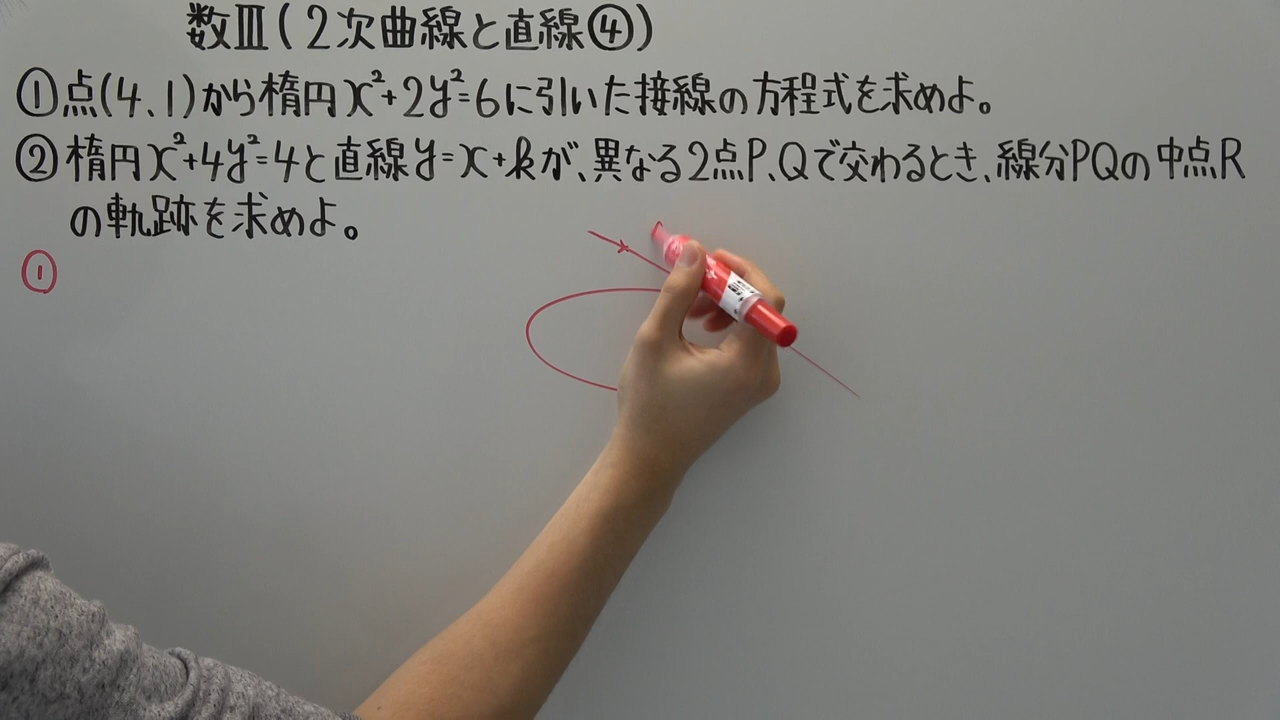 数Ⅲ(2次曲線と直線④)
①点(4、1)から楕円x²+2y²=6に引いた接線の方程式を求めよ。
②楕円x²+4y²=4と直線y=x+kが、異なる2点P、Qで交わるとき、線分PQの中点R
の軌跡を求めよ。
①